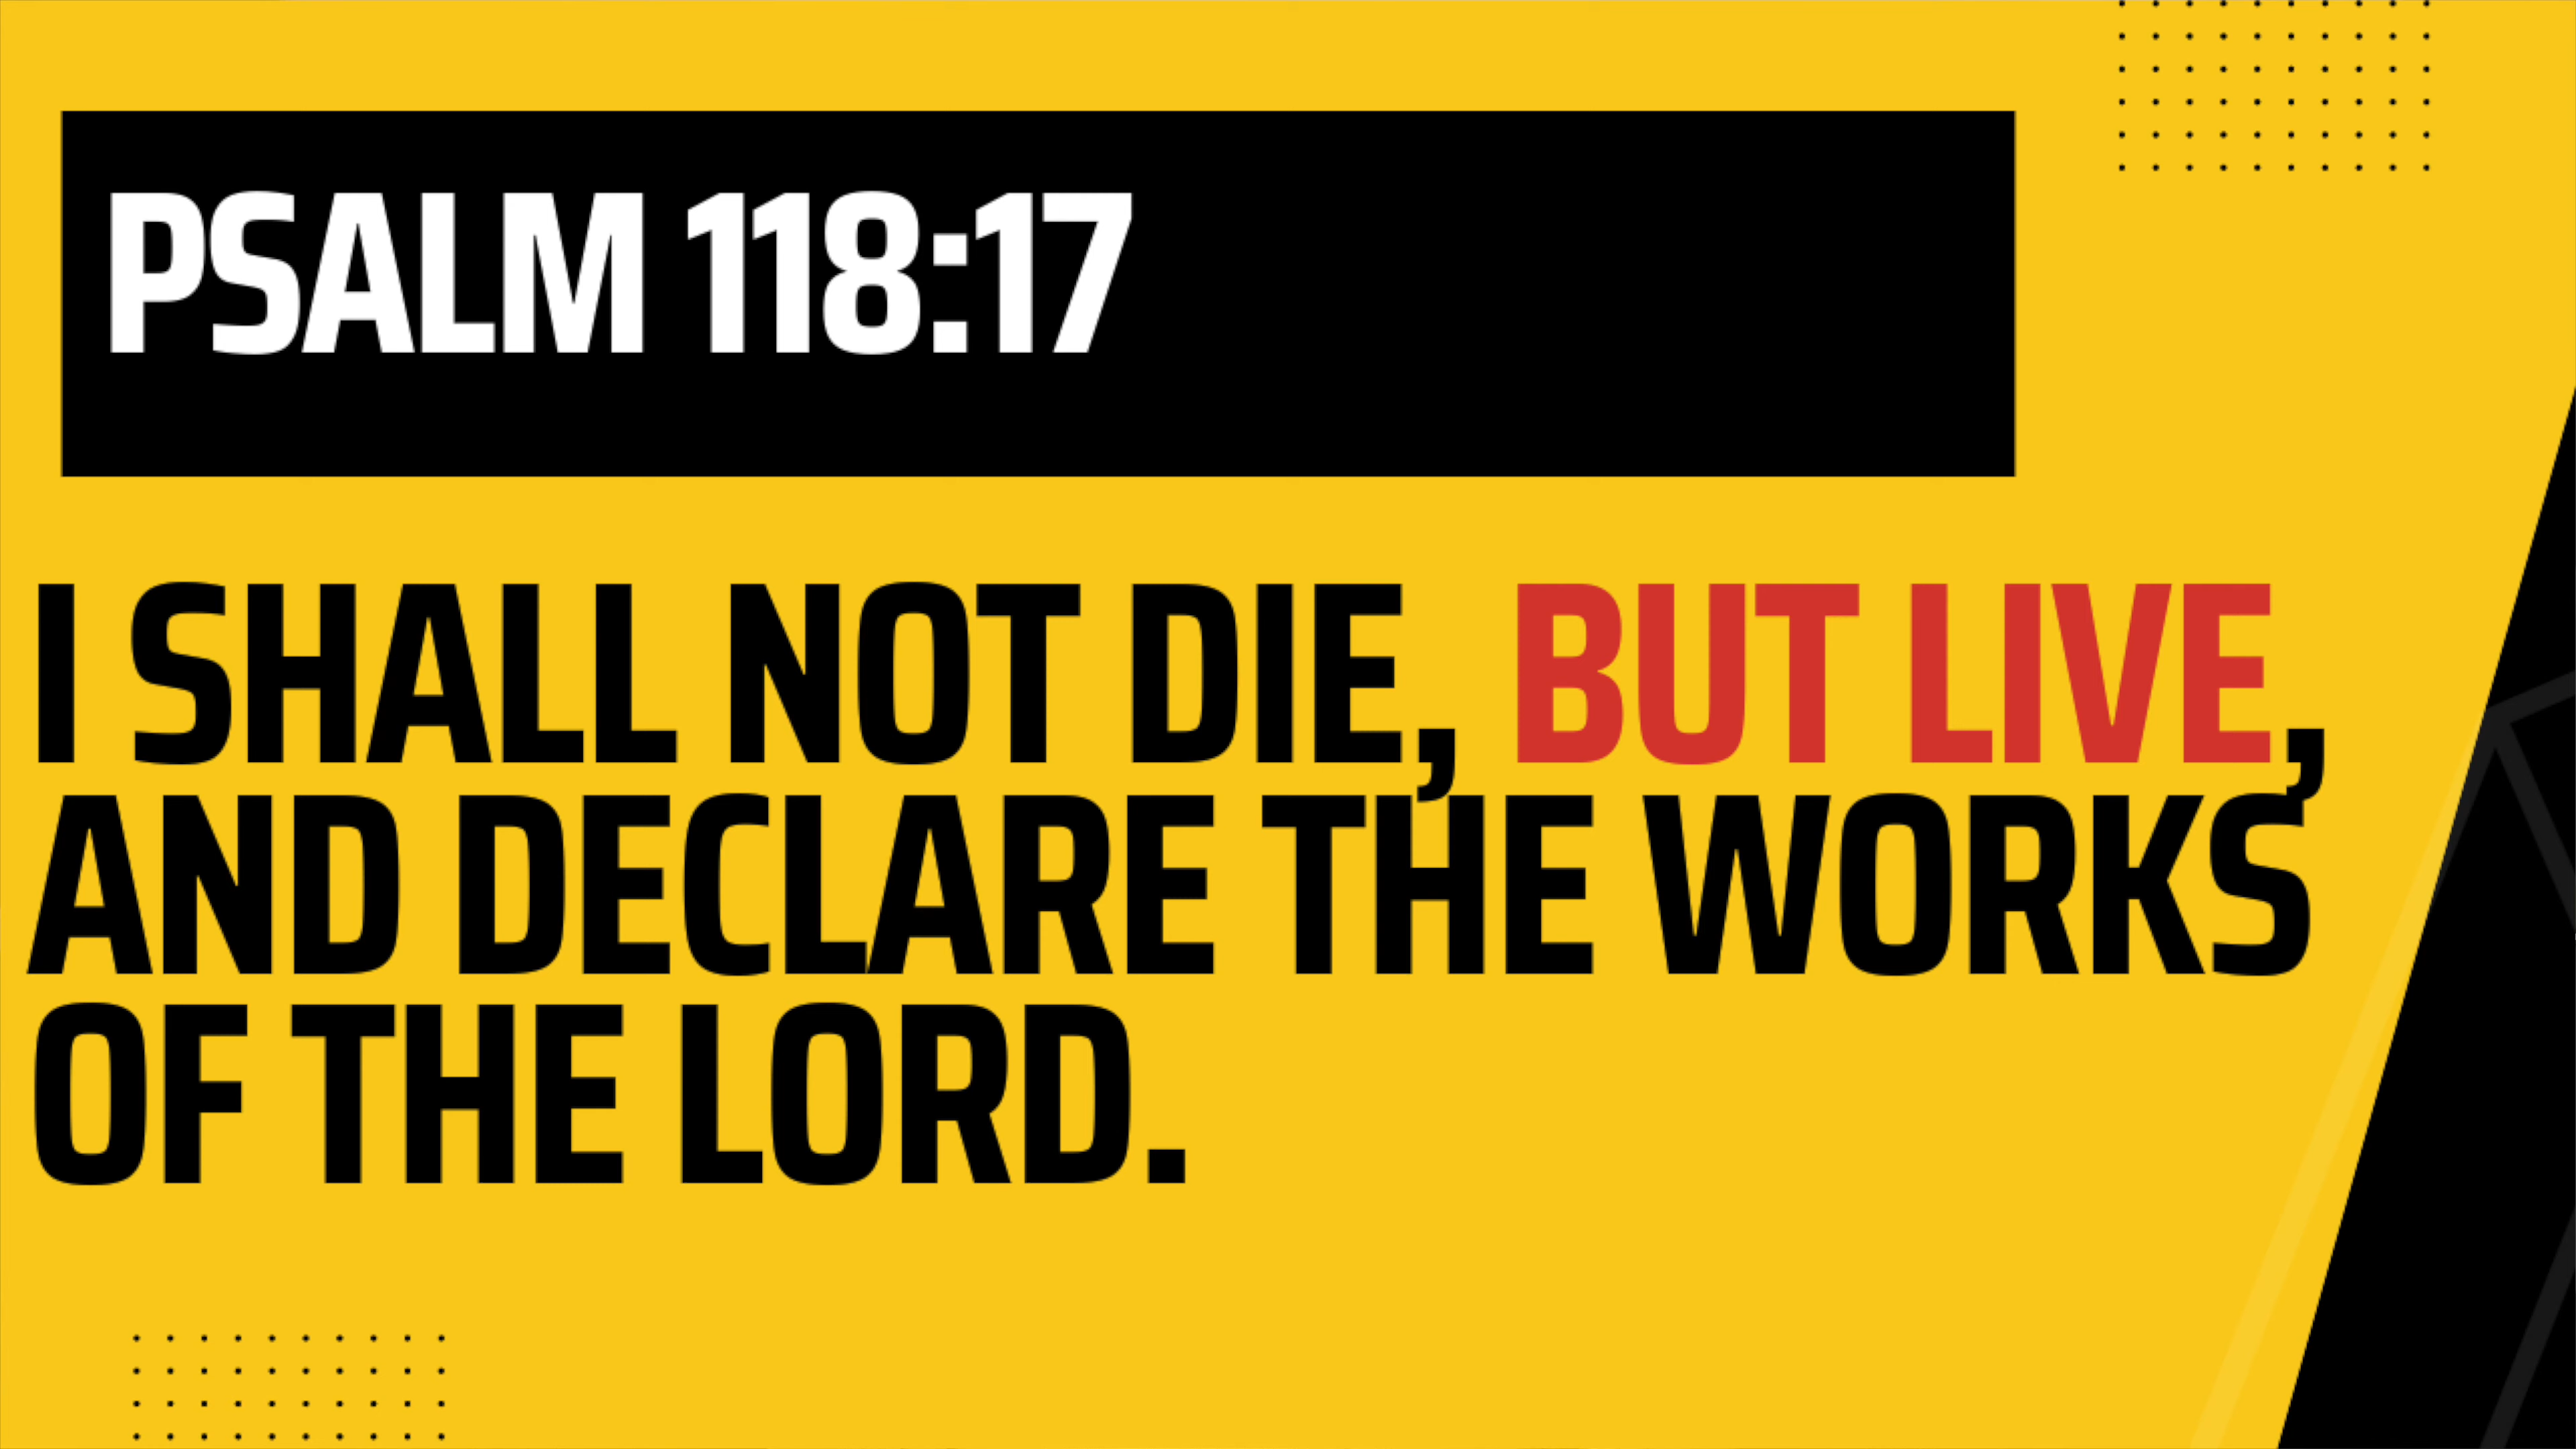 PSALM 118:17
I SHALL NOT DIE, BUT LIVE,
AND DECLARE THE WORKS
OF THE LORD.